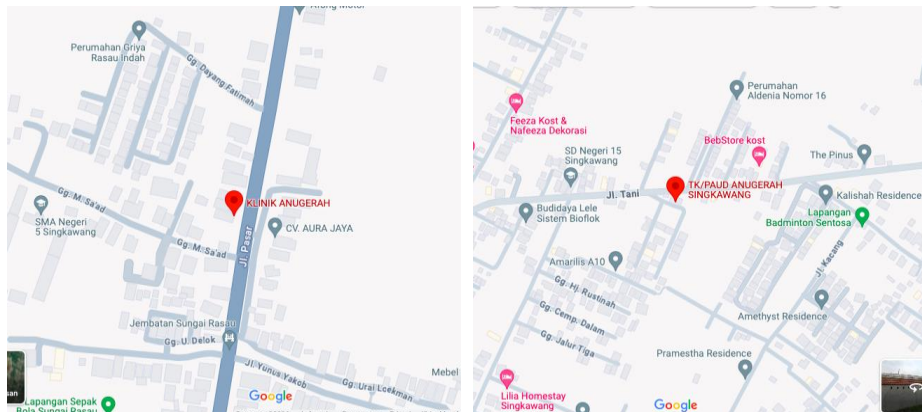 Perumahan Griya
Rasau Indah
Gg. Dayang Fatimah
Gg. M. Sa'ad
KLINIK ANUGERAH
SMA Negeri
5 Singkawang
CV. AURA JAYA
Gg. M. Sa'ad
Jl. Pasar
Jembatan Sungai Rasau
Gg. U. Delok
Jl. Yunus Yakob
Gg. Urai Lcekman
Mebel
Lapangan Sepak
Bola Sungai Rasau
Google
Perumahan
Aldenia Nomor 16
Feeza Kost &
Nafeeza Dekorasi
BebStore kost
SD Negeri 15
Singkawang
The Pinus
Jl. Tani
TK/PAUD ANUGERAH
SINGKAWANG
Kalishah Residence
Budidaya Lele
Sistem Bioflok
Lapangan
Badminton Sentosa
Amarilis A10
Jl. Kacang
Gg. Hj. Rustinah
Gg. Cemp. Dalam
Amethyst Residence
Gg. Jalur Tiga
Pramestha Residence
Lilia Homestay
Singkawang
Google